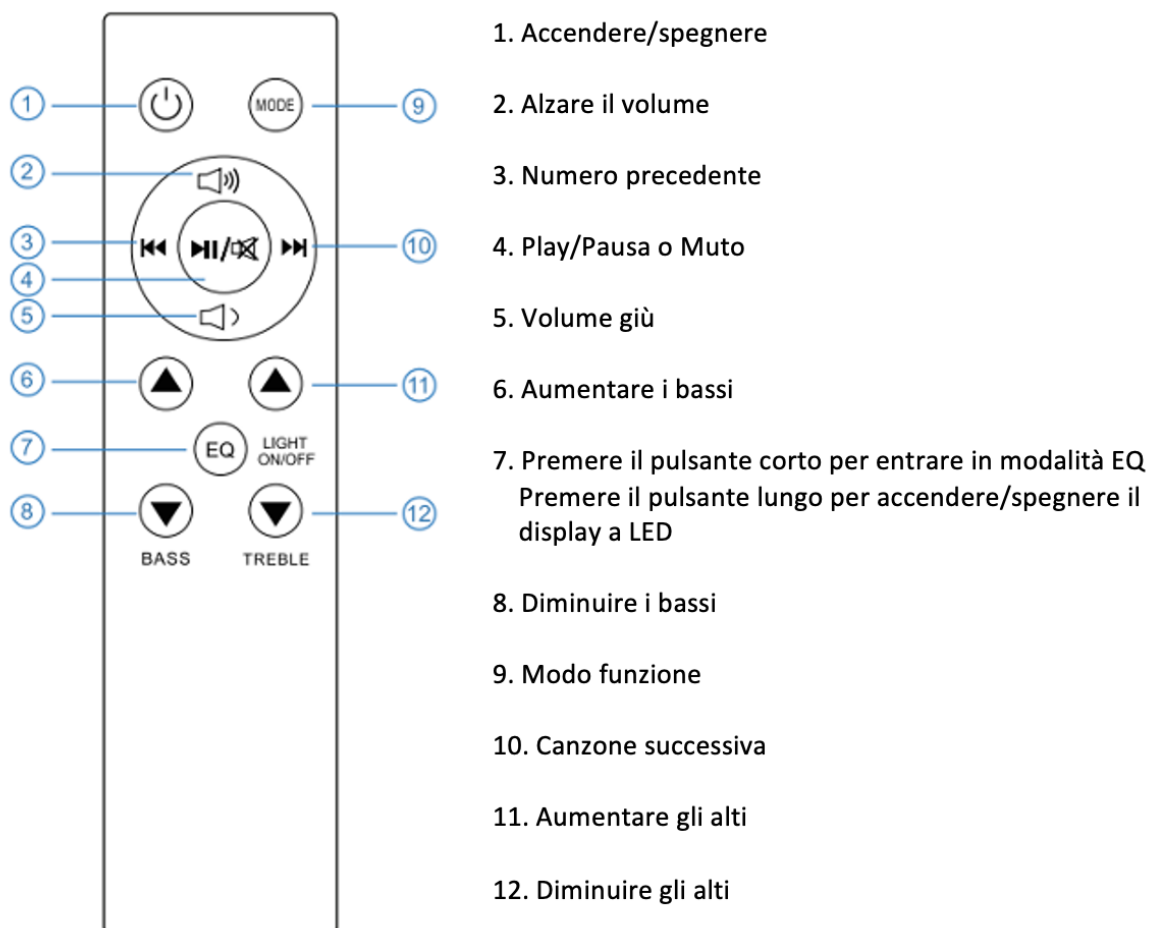 1. Accendere/spegnere
1
MODE
9
2. Alzare il volume
2
3. Numero precedente
3
10
4. Play/Pausa o Muto
/
4
5
5. Volume giù
6
11
6. Aumentare i bassi
7
EQ
LIGHT
ON/OFF
7. Premere il pulsante corto per entrare in modalità EQ
Premere il pulsante lungo per accendere/spegnere il
display a LED
8
12
BASS
TREBLE
8. Diminuire i bassi
9. Modo funzione
10. Canzone successiva
11. Aumentare gli alti
12. Diminuire gli alti